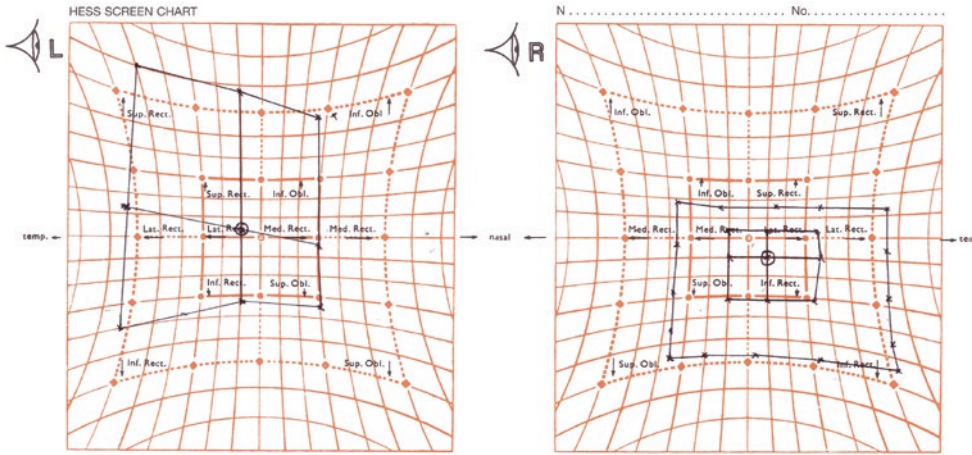 HESS SCREEN CHART
L
Sup. Rect.
Inf. Obl
Sup. Rect.
Inf. Obl.
temp.
Lat. Rect.
Lat.
Med. Rect.
Med. Rect.
nasal
Inf. Rect.
Sup. Obl.
Inf. Rect.
Sup. Obl.
N.......................... No..........................
R
Inf. Obl.
Sup. Rect.
Inf. Obl.
Sup. Rect.
Med. Rect.
Med. Rect.
Lat. Rect.
Lat. Rect.
Sup. Obl.
Inf. Rect.
Sup. Obl.
Inf. Rect.